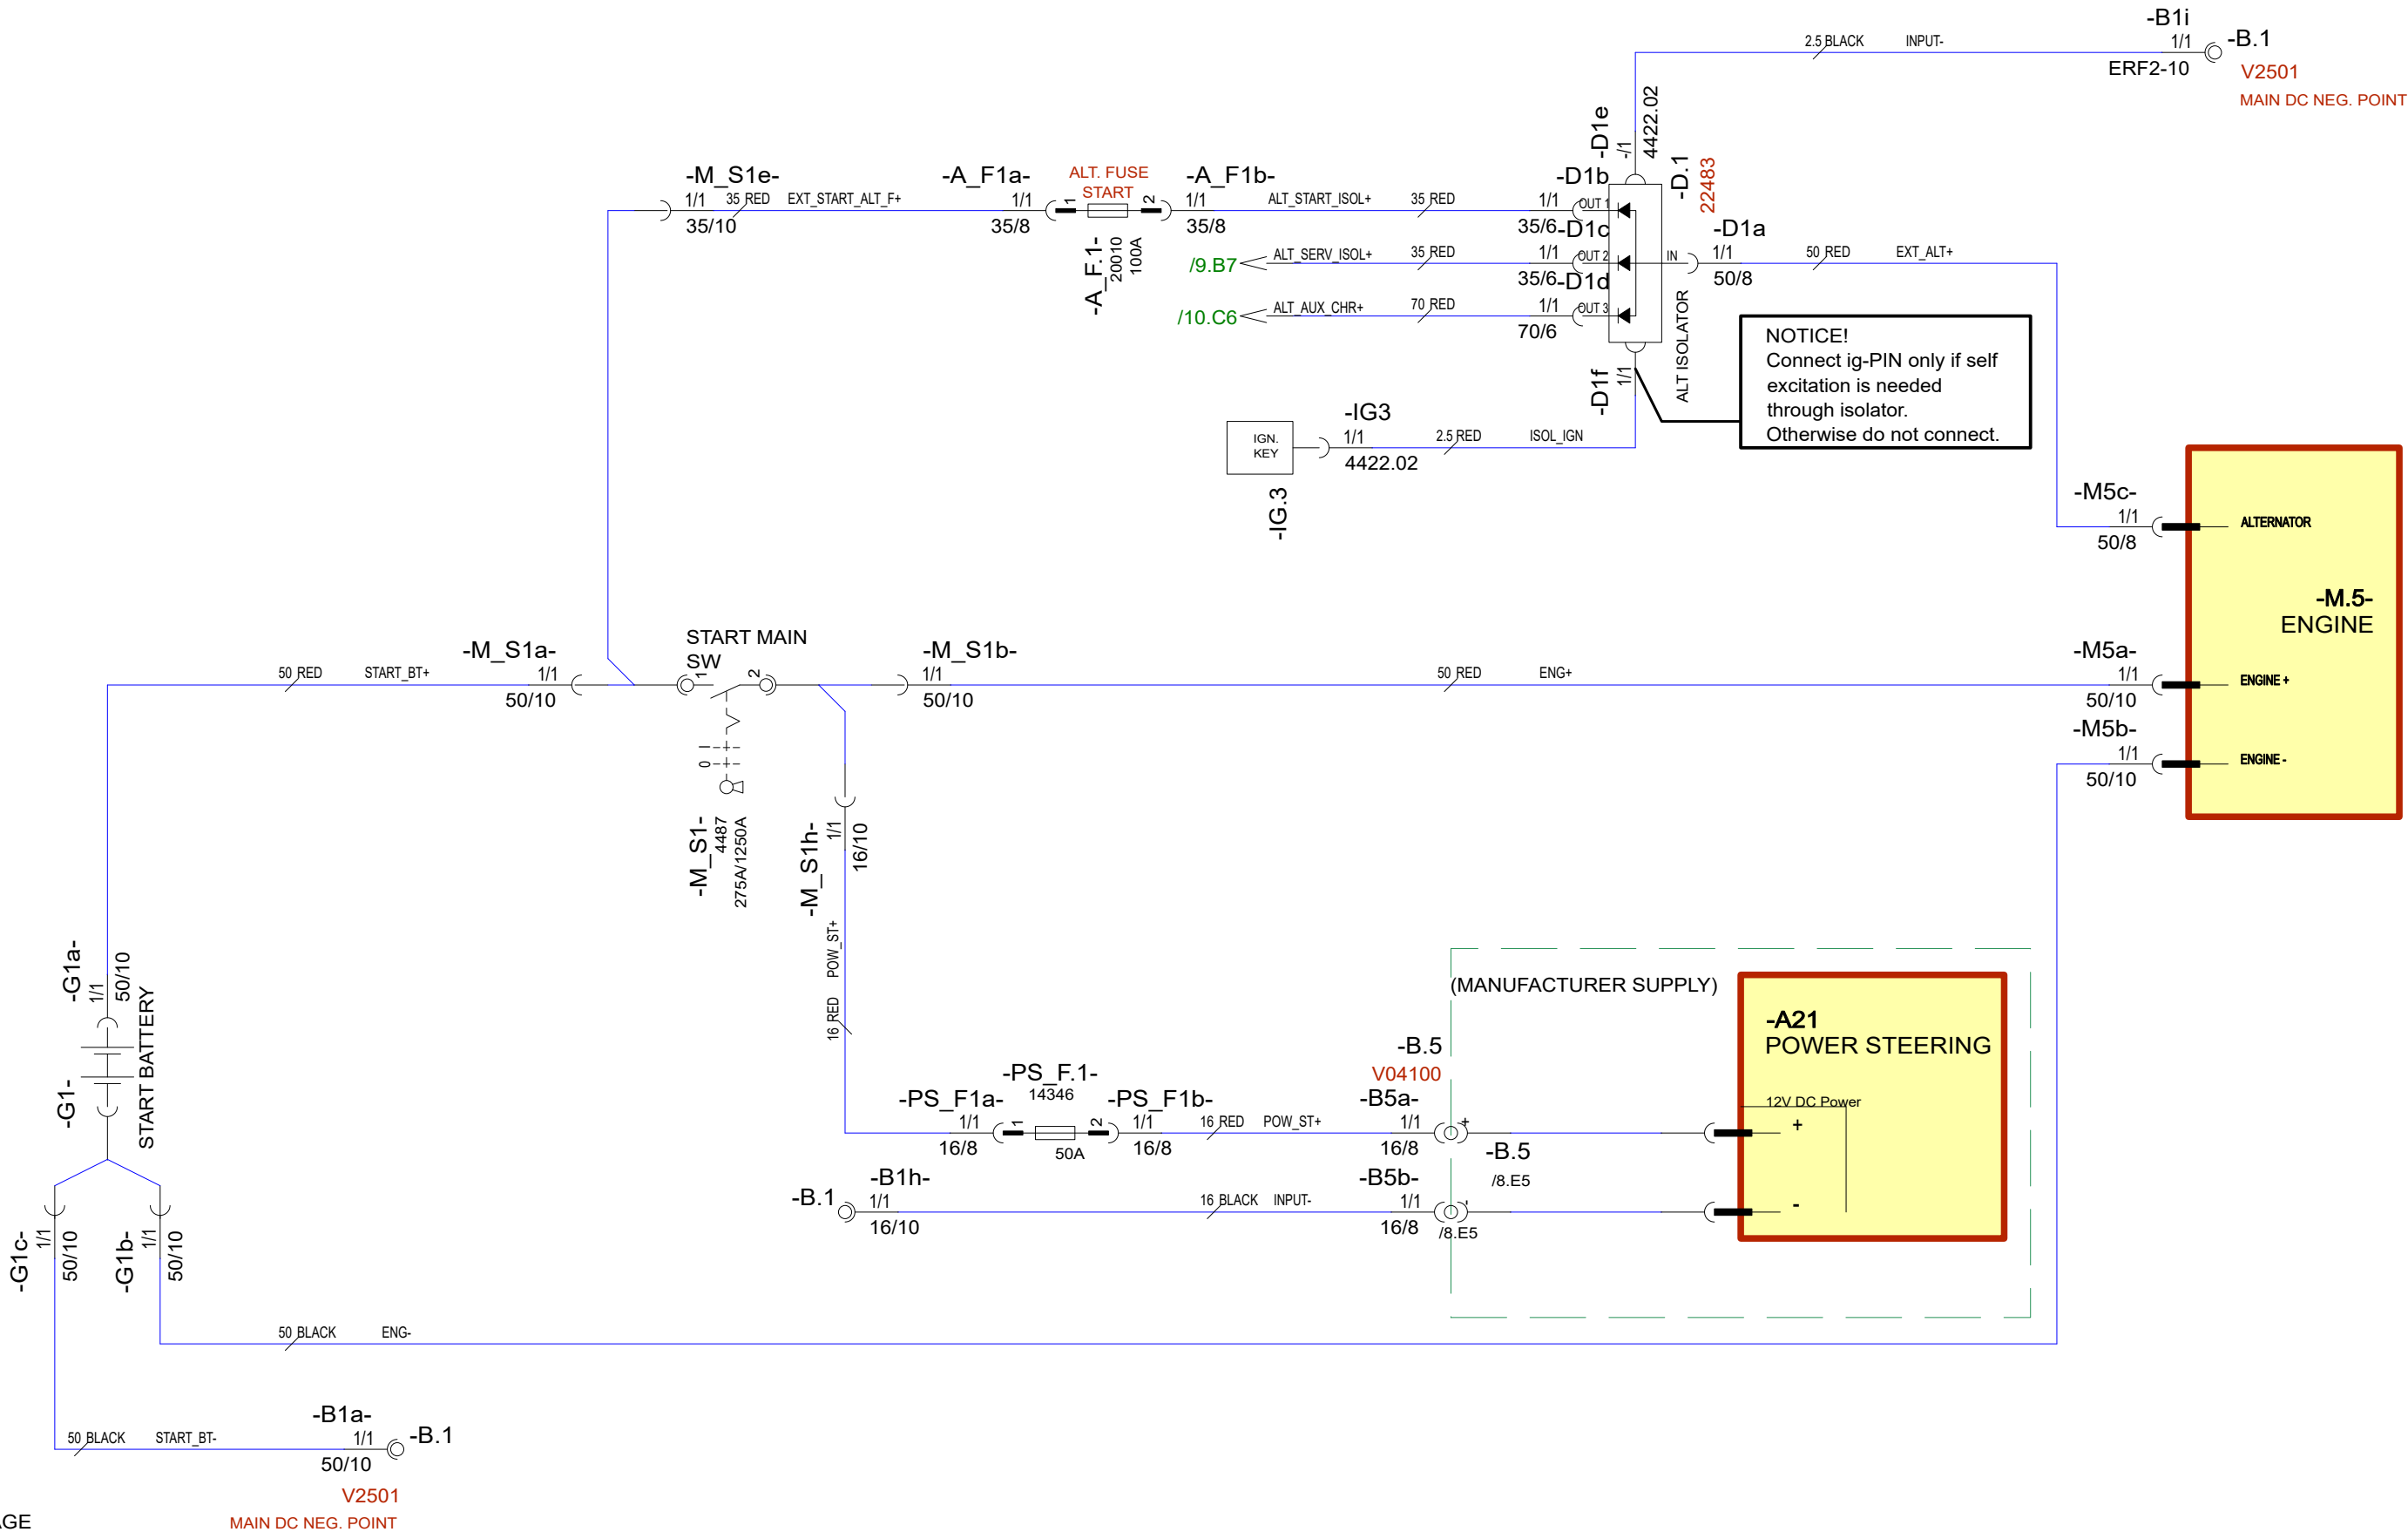 -B1i
1/1
-B.1
2.5 BLACK INPUT-
ERF2-10
V2501
MAIN DC NEG. POINT
-D1e
-/1
4422.02
-M_S1e-
1/1
35 RED EXT_START_ALT_F+
35/10
-A_F1a-
1/1
35/8
ALT. FUSE
START
1
2
-A_F.1-
20010
100A
-A_F1b-
1/1
35/8
ALT_START_ISOL+ 35 RED
-D1b
1/1
35/6
OUT 1
-D.1
22483
/9.B7
ALT_SERV_ISOL+ 35 RED
-D1c
1/1
35/6
OUT 2
IN
-D1a
1/1
50/8
50 RED EXT_ALT+
/10.C6
ALT_AUX_CHR+ 70 RED
-D1d
1/1
70/6
OUT 3
ALT ISOLATOR
-D1f
1/1
NOTICE!
Connect ig-PIN only if self
excitation is needed
through isolator.
Otherwise do not connect.
IGN.
KEY
-IG.3
-IG3
1/1
4422.02
2.5 RED ISOL_IGN
-M5c-
1/1
50/8
ALTERNATOR
-M.5-
ENGINE
-M5a-
1/1
50/10
ENGINE +
-M5b-
1/1
50/10
ENGINE -
50 RED START_BT+
-M_S1a-
1/1
50/10
START MAIN
SW
1
2
-M_S1b-
1/1
50/10
50 RED ENG+
0 I
-M_S1-
4487
275A/1250A
-M_S1h-
1/1
16/10
16 RED POW_ST+
-G1a-
1/1
50/10
-G1-
START BATTERY
(MANUFACTURER SUPPLY)
-A21
POWER STEERING
12V DC Power
+
-
-PS_F1a-
1/1
16/8
-PS_F.1-
14346
1
2
50A
-PS_F1b-
1/1
16/8
16 RED POW_ST+
-B.5
V04100
-B5a-
1/1
16/8
+
-B.5
/8.E5
-B.1
-B1h-
1/1
16/10
16 BLACK INPUT-
-B5b-
1/1
16/8
-
/8.E5
-G1c-
1/1
50/10
-G1b-
1/1
50/10
50 BLACK ENG-
50 BLACK START_BT-
-B1a-
1/1
50/10
-B.1
V2501
MAIN DC NEG. POINT
AGE